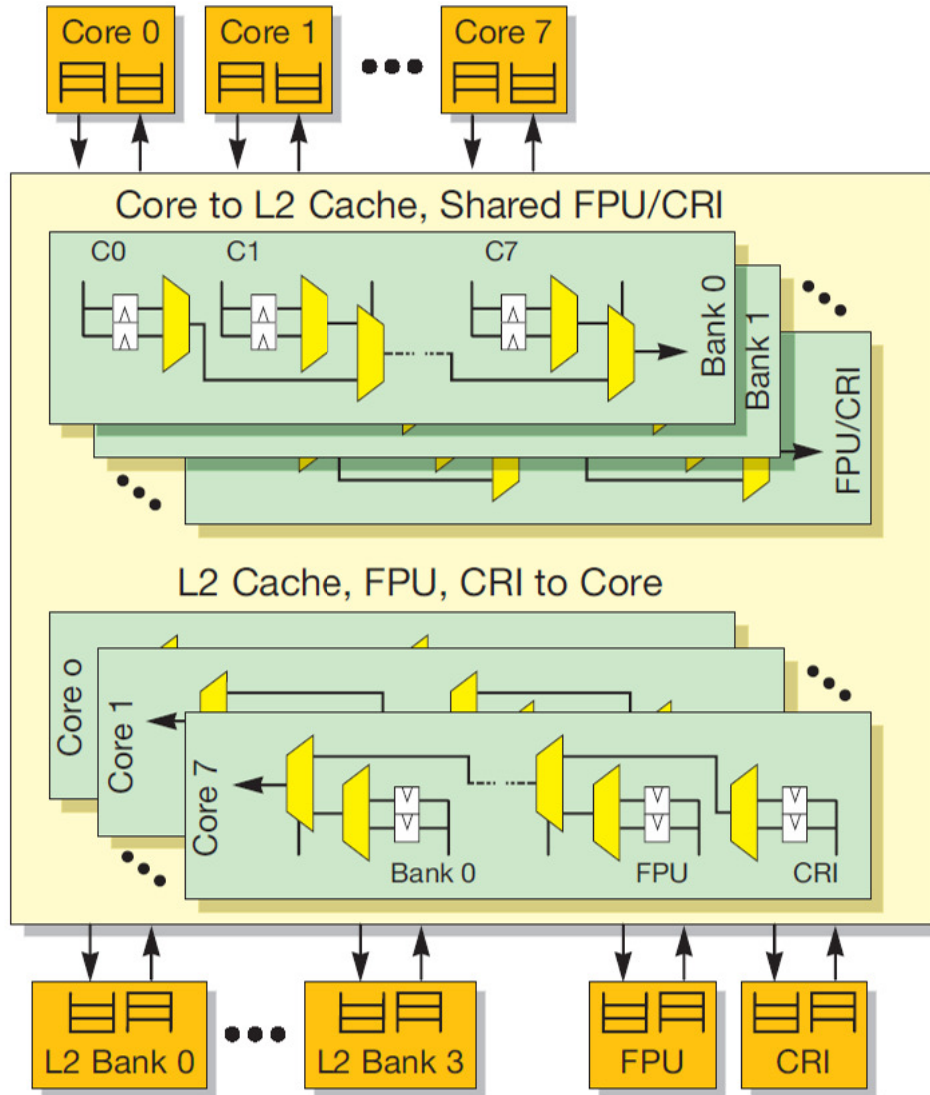 Core 0
Core 1
Core 7
Core to L2 Cache, Shared FPU/CRI
C0
C1
C7
Bank 0
Bank 1
FPU/CRI
L2 Cache, FPU, CRI to Core
Core o
Core 1
Core 7
Bank 0
FPU
CRI
L2 Bank 0
L2 Bank 3
FPU
CRI